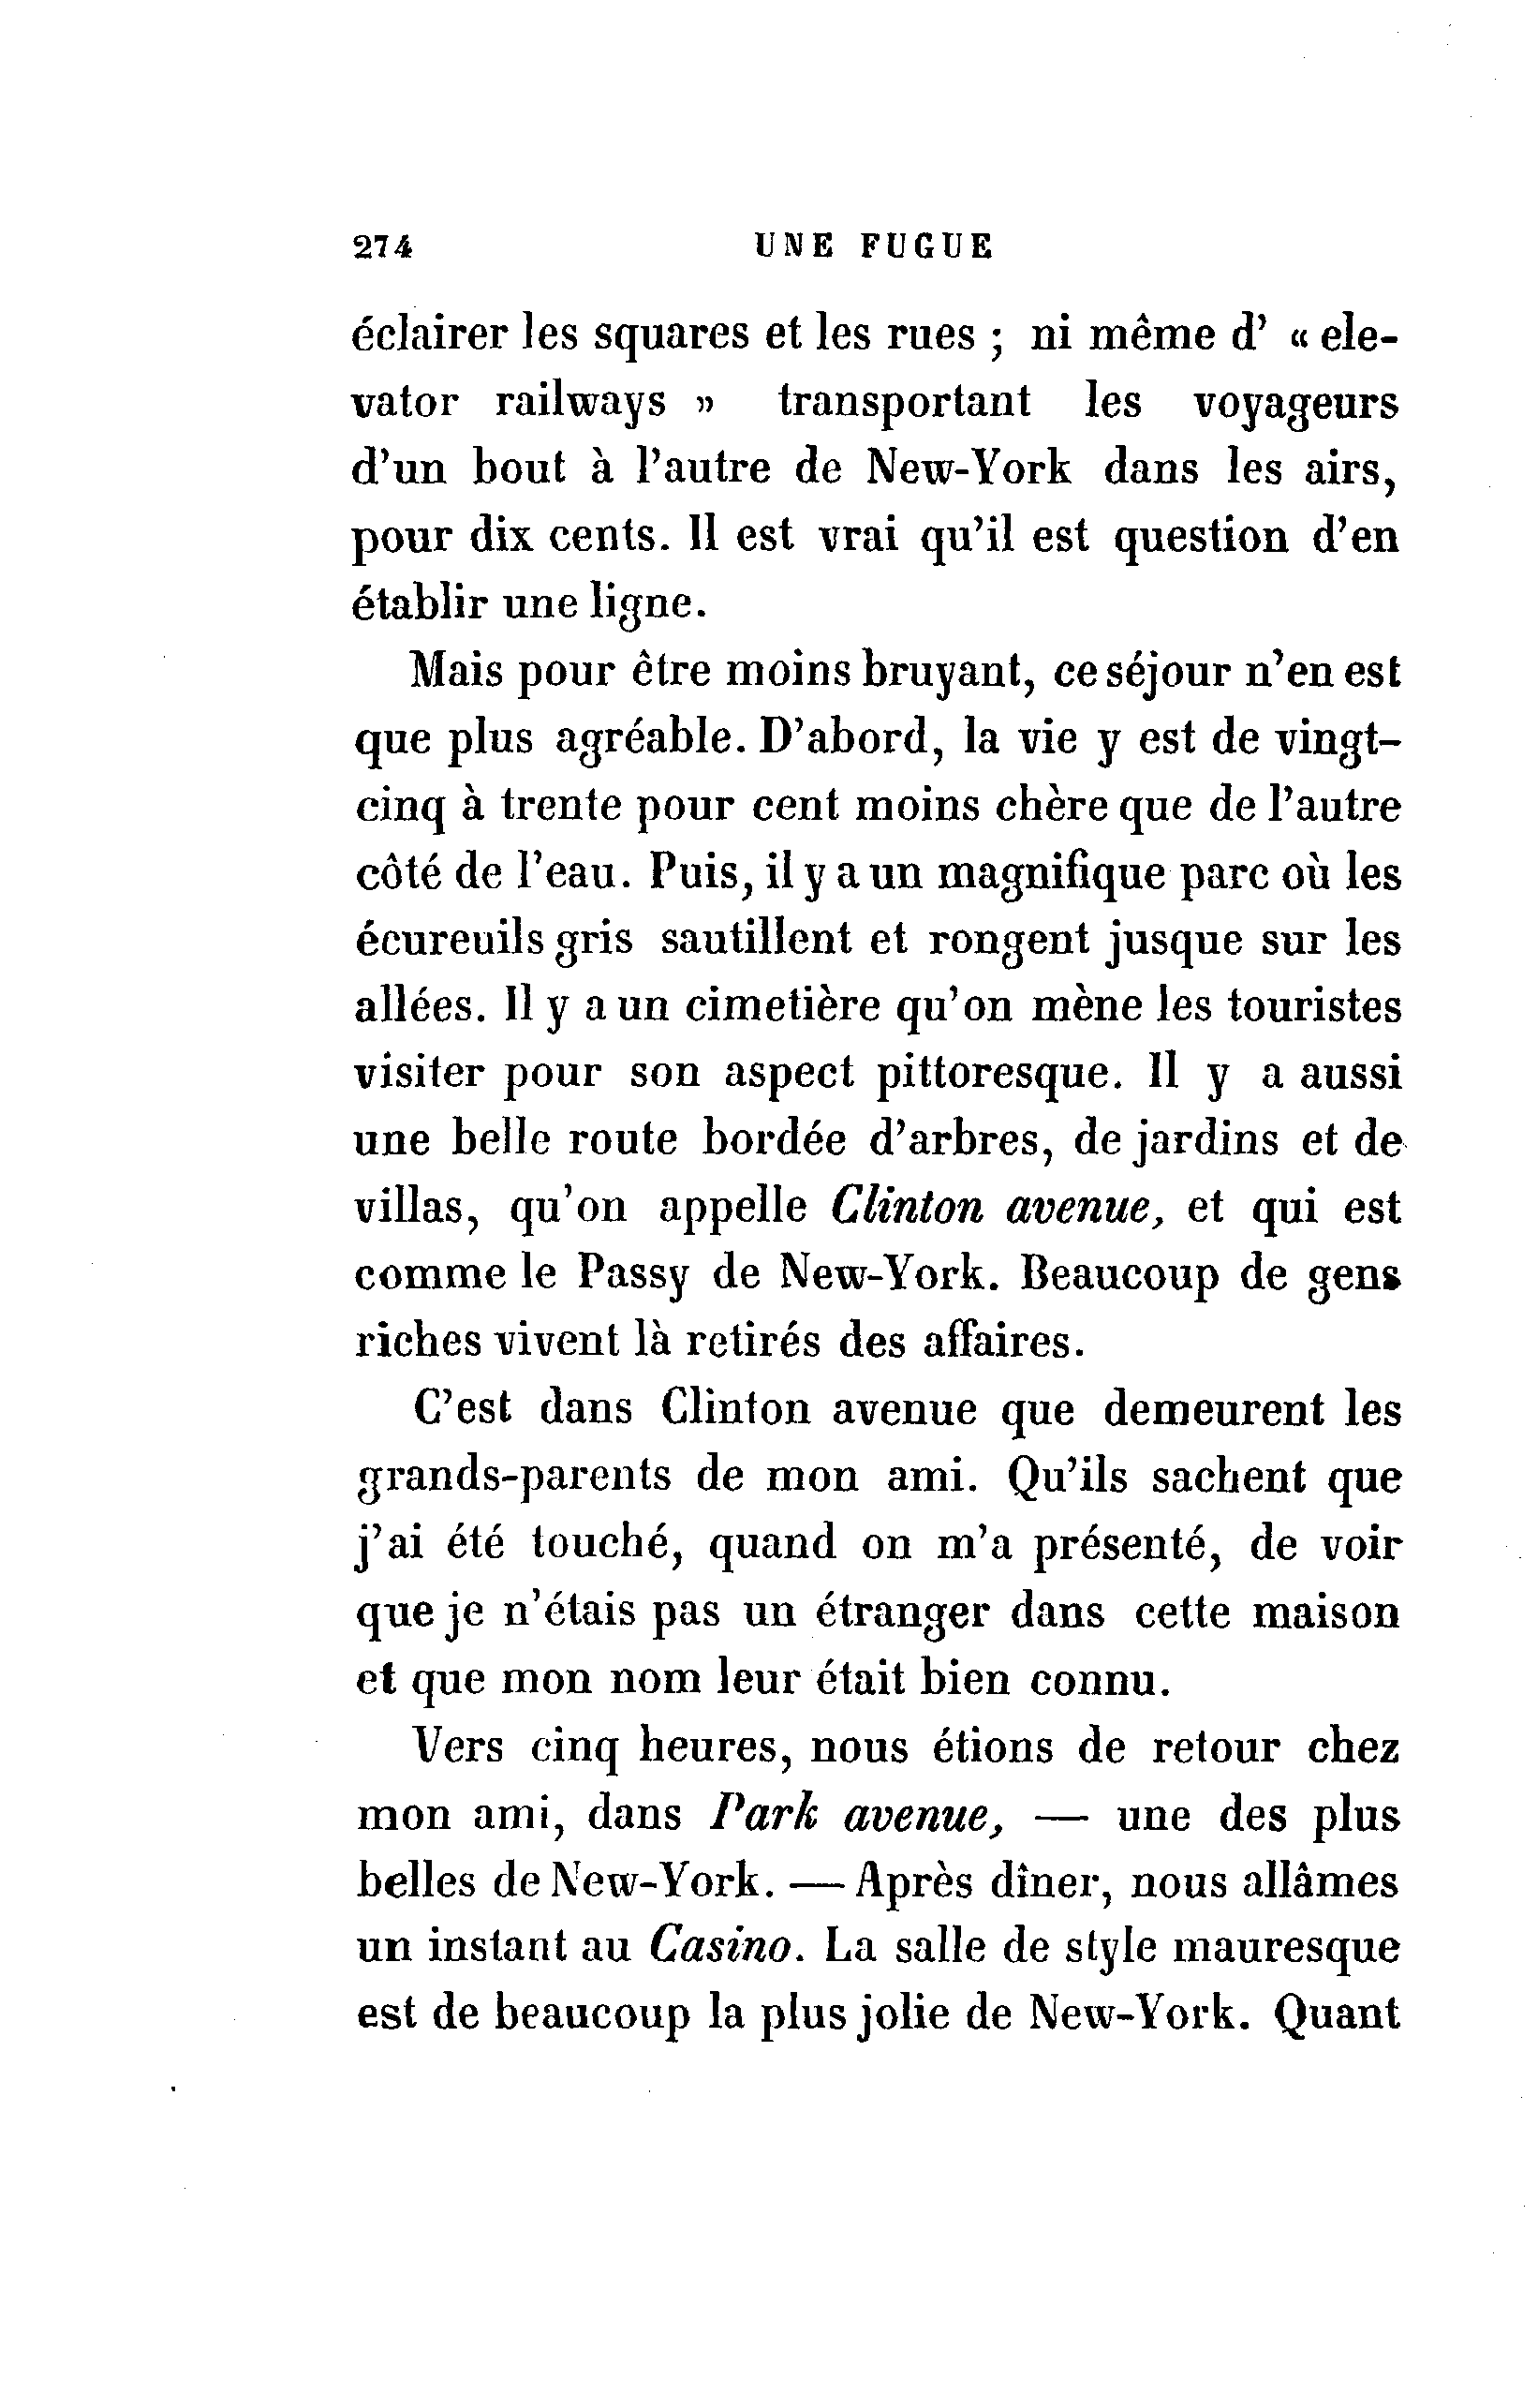 274 UNE FUGUE
éclairer les squares et les rues ; ni même d' « ele-
vator railways » transportant les voyageurs
d'un bout à l'autre de New-York dans les airs,
pour dix cents. Il est vrai qu'il est question d'en
établir une ligne.
Mais pour être moins bruyant, ce séjour n'en est
que plus agréable. D'abord, la vie y est de vingt-
cinq à trente pour cent moins chère que de l'autre
côté de l'eau. Puis, il y a un magnifique parc où les
écureuils gris sautillent et rongent jusque sur les
allées. Il y a un cimetière qu'on mène les touristes
visiter pour son aspect pittoresque. Il y a aussi
une belle route bordée d'arbres, de jardins et de
villas, qu'on appelle Clinton avenue, et qui est
comme le Passy de New-York. Beaucoup de gens
riches vivent là retirés des affaires.
C'est dans Clinton avenue que demeurent les
grands-parents de mon ami. Qu'ils sachent que
j'ai été touché, quand on m'a présenté, de voir
que je n'étais pas un étranger dans cette maison
et que mon nom leur était bien connu.
Vers cinq heures, nous étions de retour chez
mon ami, dans Park avenue, — une des plus
belles de New-York. — Après dîner, nous allâmes
un instant au Casino. La salle de style mauresque
est de beaucoup la plus jolie de New-York. Quant